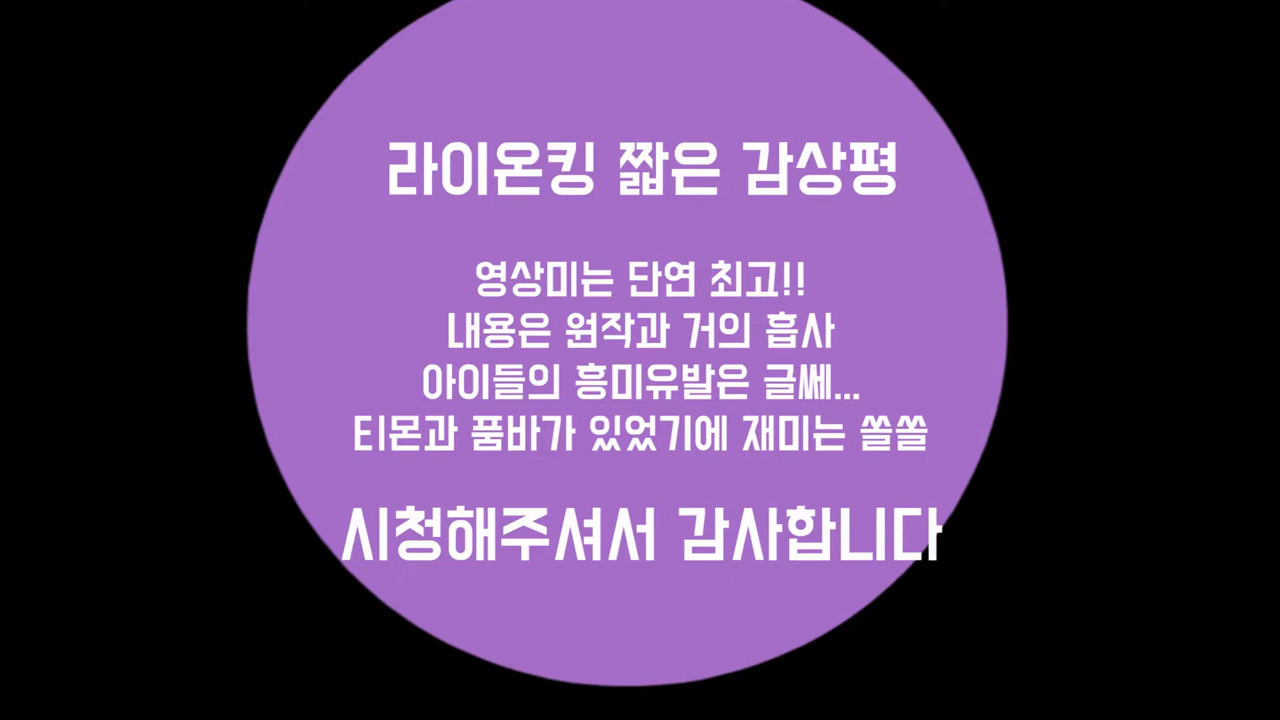 라이온킹 짧은 감상평
영상미는 단연 최고!!
내용은 원작과 거의 흡사
아이들의 흥미유발은 글쎄...
티몬과 품바가 있었기에 재미는 쏠쏠
시청해주셔서 감사합니다